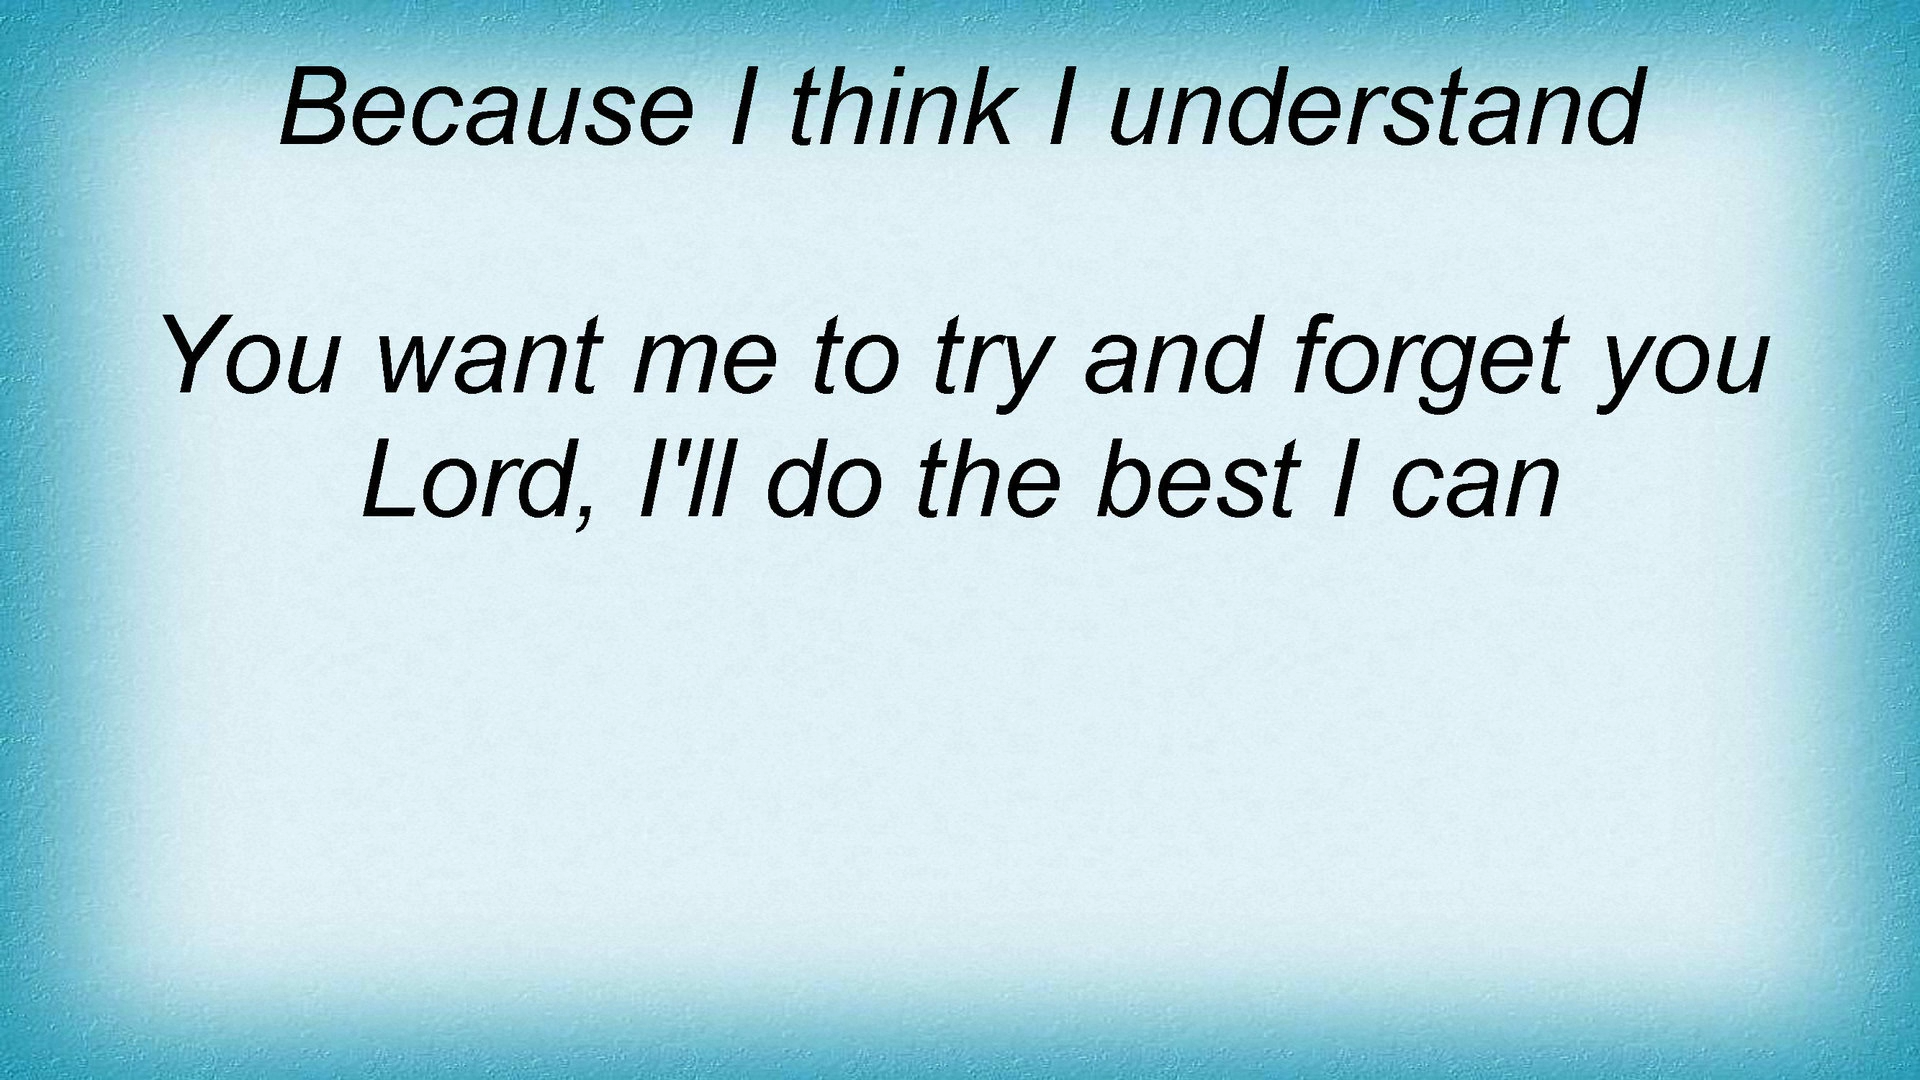 Because I think I understand
You want me to try and forget you
Lord, I'll do the best I can